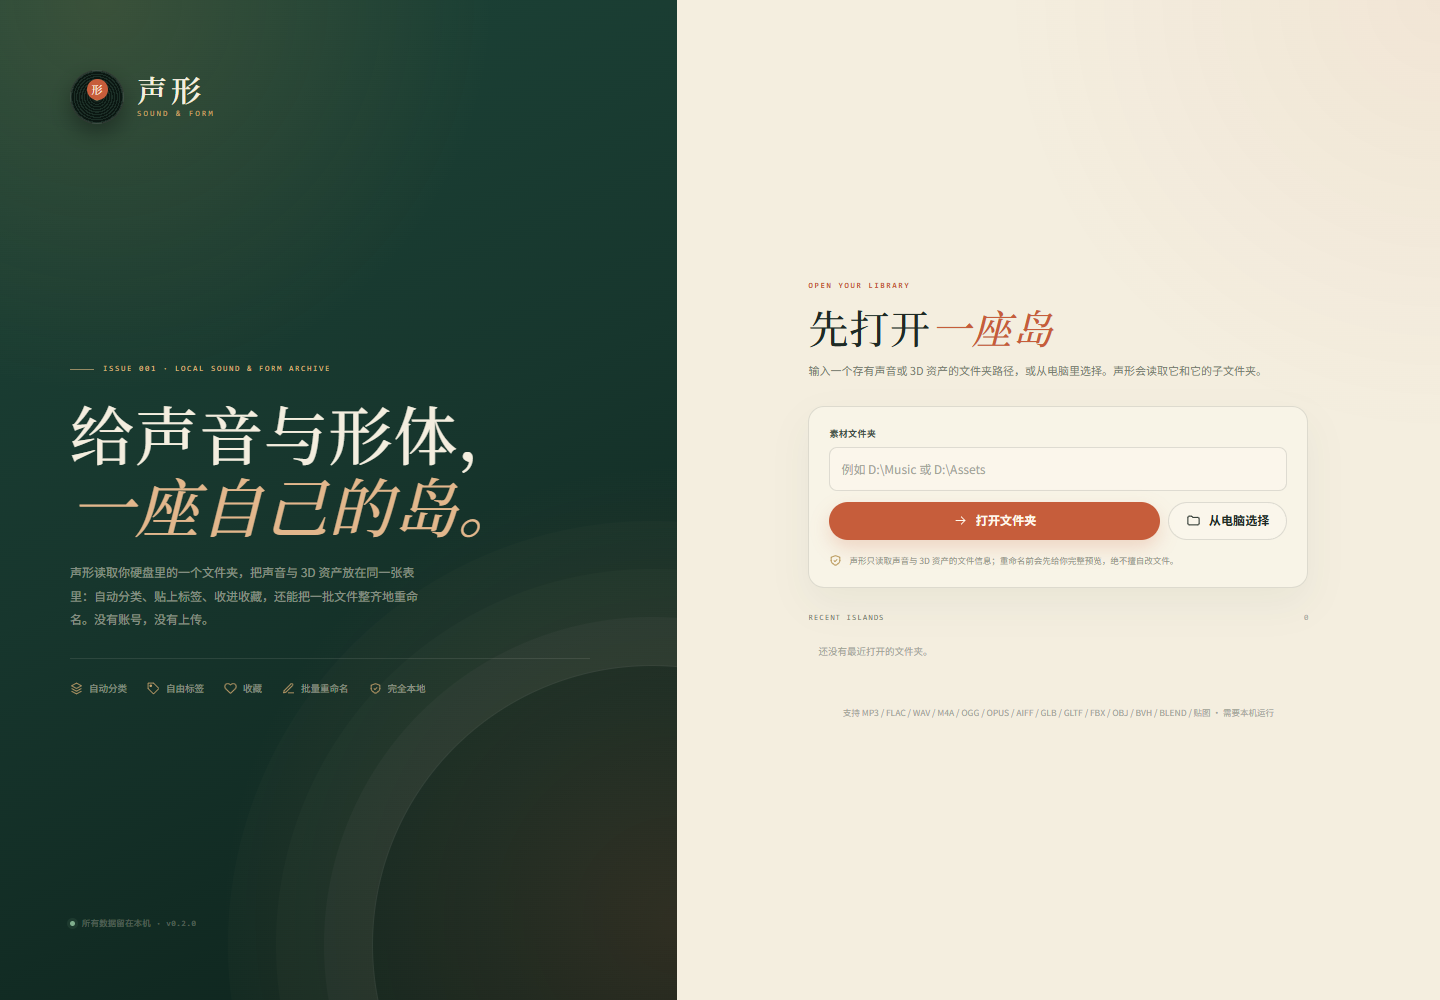 形
声形
SOUND & FORM
ISSUE 001 · LOCAL SOUND & FORM ARCHIVE
给声音与形体，
一座自己的岛。
声形读取你硬盘里的一个文件夹，把声音与 3D 资产放在同一张表
里：自动分类、贴上标签、收进收藏，还能把一批文件整齐地重命
名。没有账号，没有上传。
自动分类 自由标签 收藏 批量重命名 完全本地
所有数据留在本机 · v0.2.0
OPEN YOUR LIBRARY
先打开一座岛
输入一个存有声音或 3D 资产的文件夹路径，或从电脑里选择。声形会读取它和它的子文件夹。
素材文件夹
例如 D:\Music 或 D:\Assets
打开文件夹 从电脑选择
声形只读取声音与 3D 资产的文件信息；重命名前会先给你完整预览，绝不擅自改文件。
RECENT ISLANDS 0
还没有最近打开的文件夹。
支持 MP3 / FLAC / WAV / M4A / OGG / OPUS / AIFF / GLB / GLTF / FBX / OBJ / BVH / BLEND / 贴图 · 需要本机运行